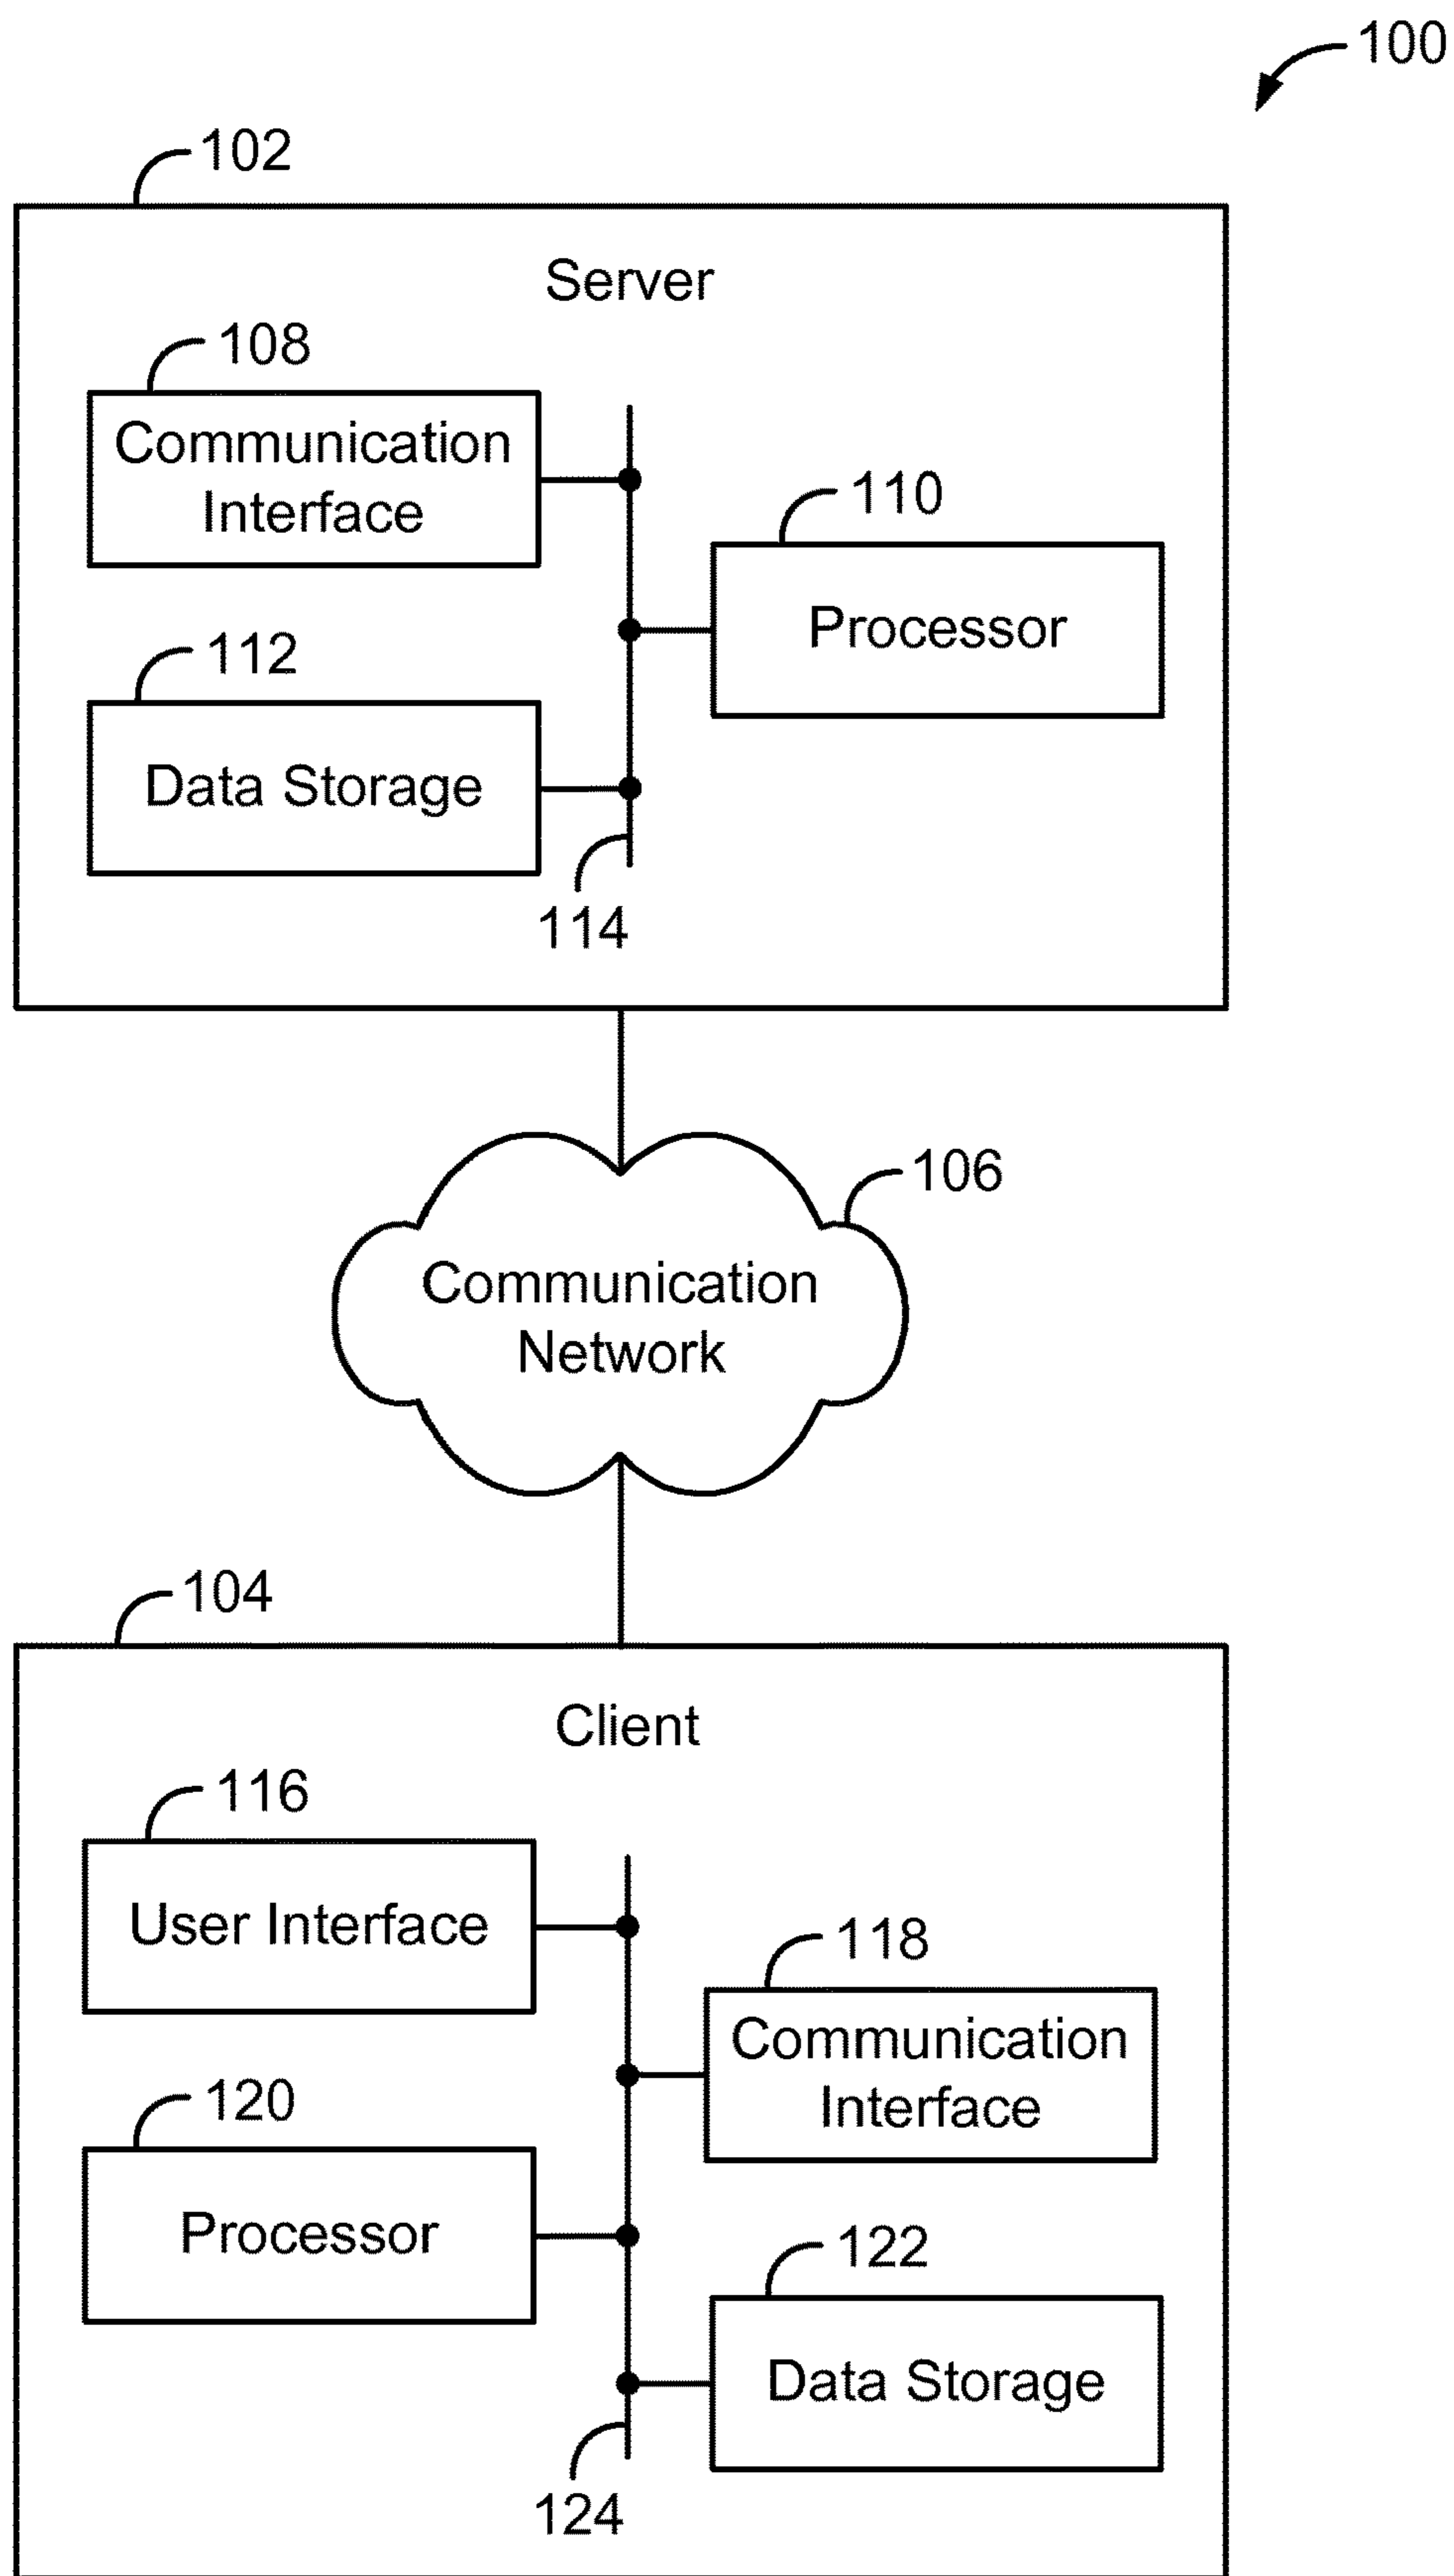 100
102
Server
108
Communication
Interface
110
Processor
112
Data Storage
114
106
Communication
Network
104
Client
116
User Interface
118
Communication
Interface
120
Processor
122
Data Storage
124